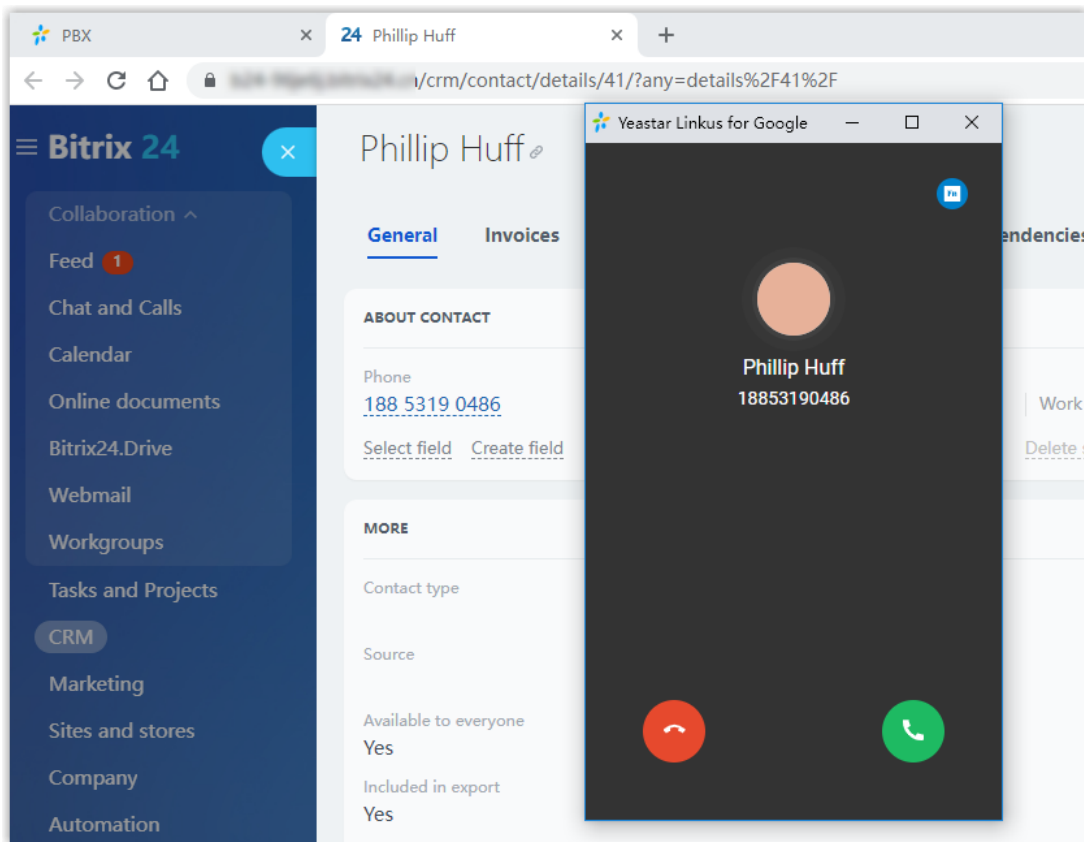 PBX
24 Phillip Huff
/crm/contact/details/41/?any=details%2F41%2F
Yeastar Linkus for Google
Bitrix 24
Phillip Huff
Collaboration
General Invoices
endencies
Feed 1
Chat and Calls
ABOUT CONTACT
Calendar
Phone
Phillip Huff
18853190486
Online documents
188 5319 0486
Work
Bitrix24.Drive
Select field Create field
Delete
Webmail
MORE
Workgroups
Tasks and Projects
Contact type
CRM
Source
Marketing
Available to everyone
Sites and stores
Yes
Company
Included in export
Automation
Yes